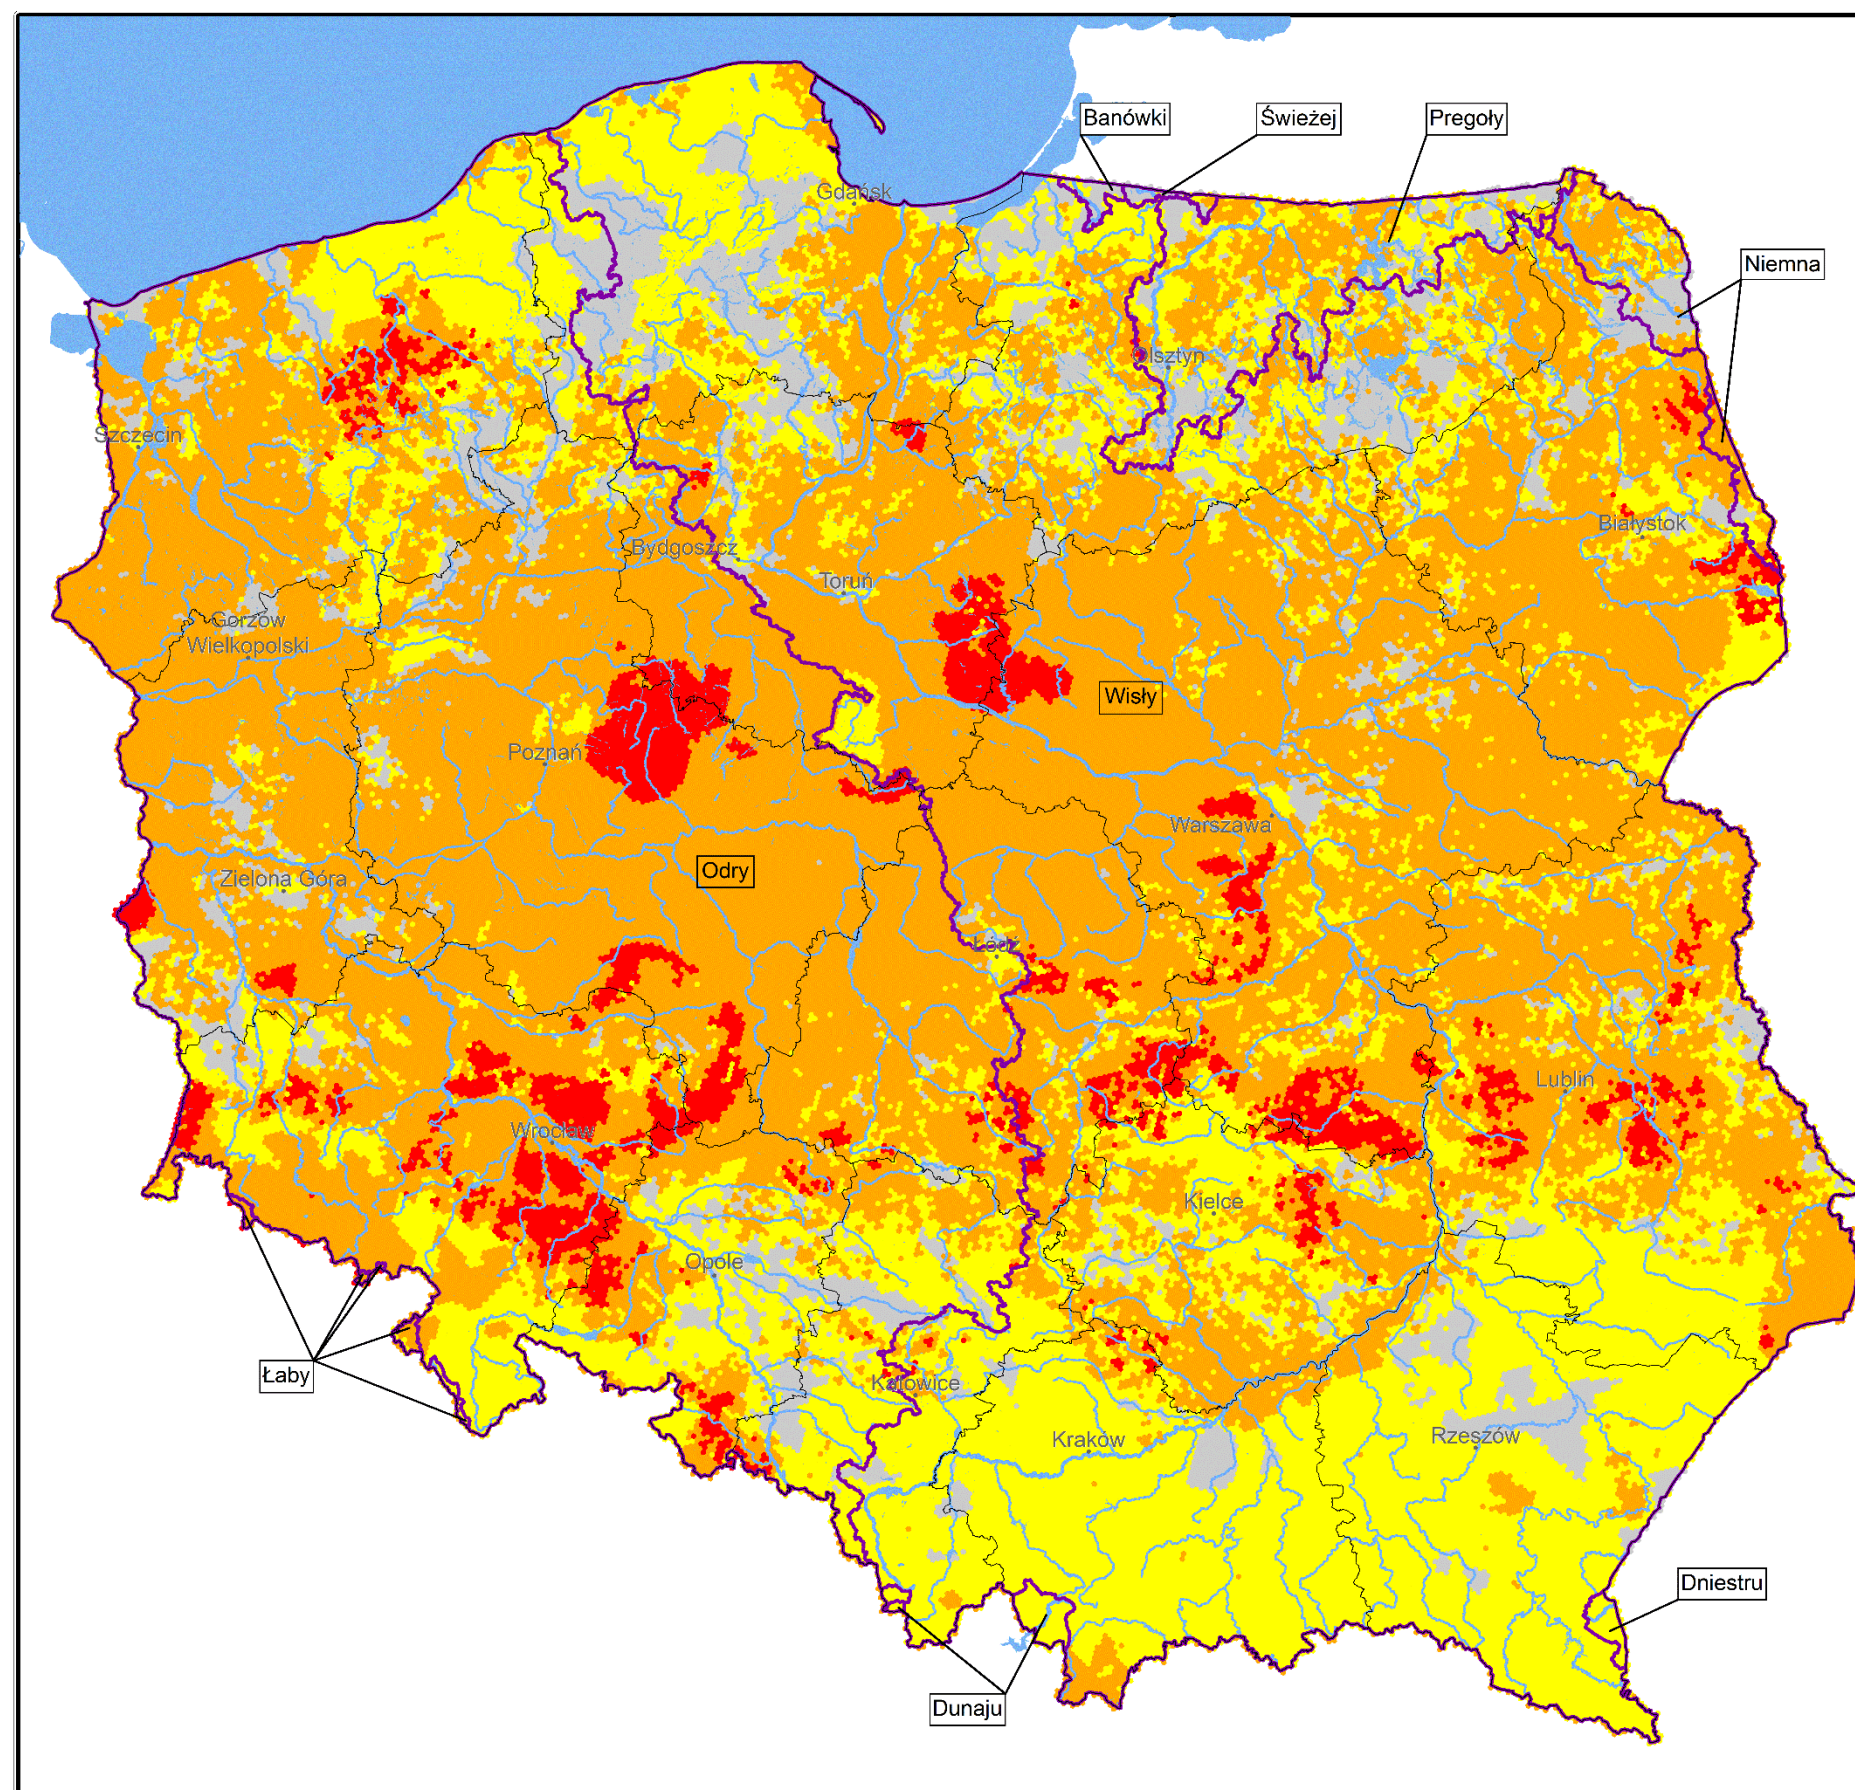 Banówki
Świeżej
Pregoły
Gdańsk
Niemna
Olsztyn
Szczecin
Białystok
Bydgoszcz
Toruń
Gorzów
Wielkopolski
Wisły
Poznań
Warszawa
Odry
Zielona Góra
Łódź
Lublin
Wrocław
Kielce
Opole
Łaby
Katowice
Kraków
Rzeszów
Dniestru
Dunaju